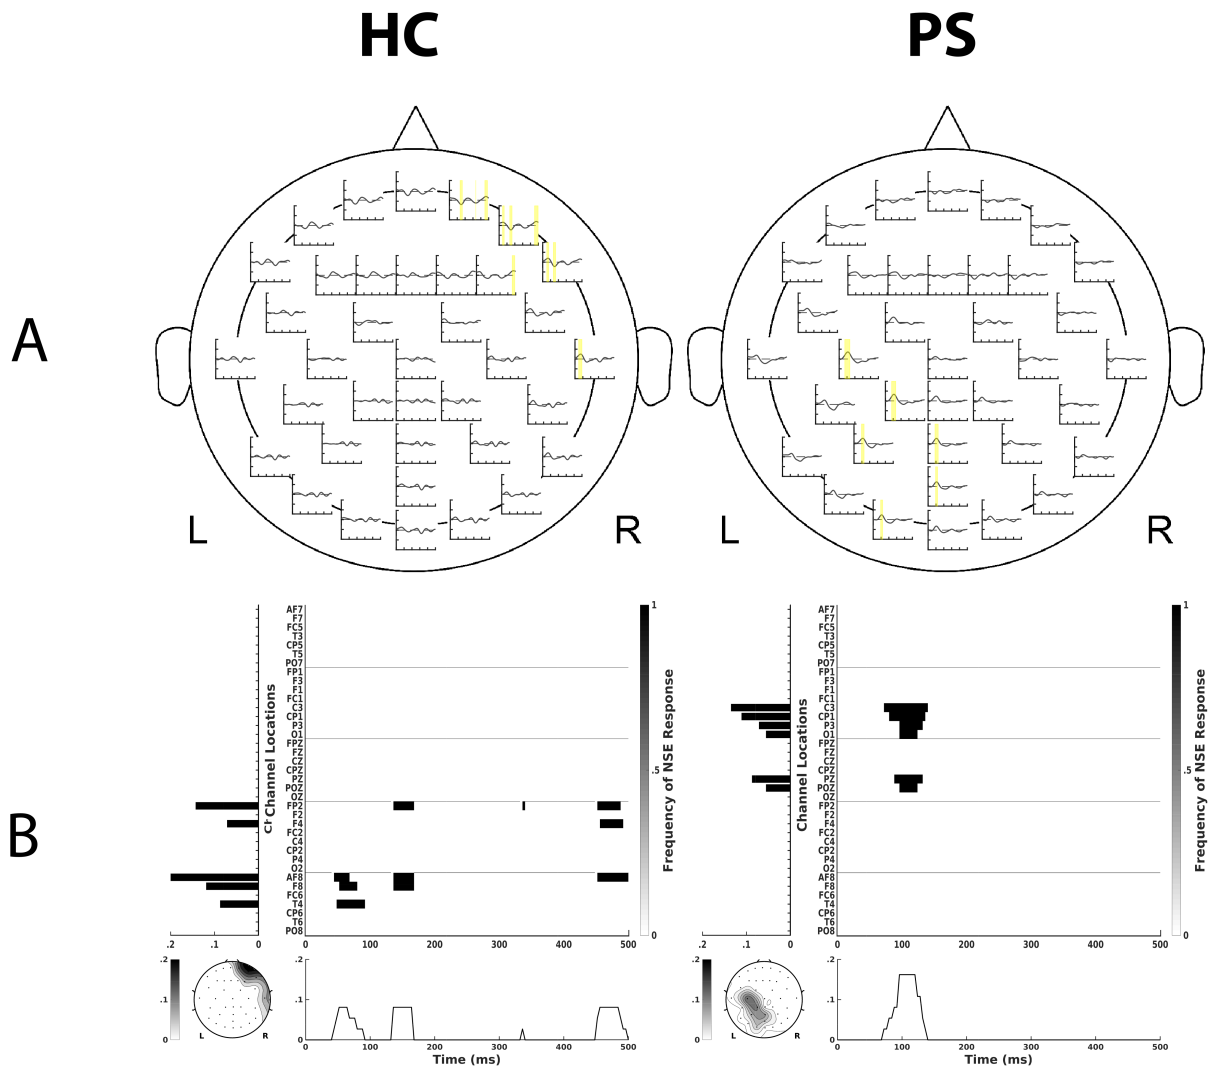 HC PS
A
L R L R
B
AF7
F7
FC5
T3
CP5
T5
PO7
FP1
F3
F1
FC1
C3
CP1
P3
O1
FPZ
FZ
CZ
CPZ
PZ
POZ
OZ
FP2
F2
F4
FC2
C4
CP2
P4
O2
AF8
F8
FC6
T4
CP6
T6
PO8
Channel Locations
.2 .1 0
0 100 200 300 400 500
1
.5
0
Frequency of NSE Response
.2
.1
0
L R
.2
.1
0
0 100 200 300 400 500
Time (ms)
AF7
F7
FC5
T3
CP5
T5
PO7
FP1
F3
F1
FC1
C3
CP1
P3
O1
FPZ
FZ
CZ
CPZ
PZ
POZ
OZ
FP2
F2
F4
FC2
C4
CP2
P4
O2
AF8
F8
FC6
T4
CP6
T6
PO8
Channel Locations
.2 .1 0
0 100 200 300 400 500
1
.5
0
Frequency of NSE Response
.2
.1
0
L R
.2
.1
0
0 100 200 300 400 500
Time (ms)